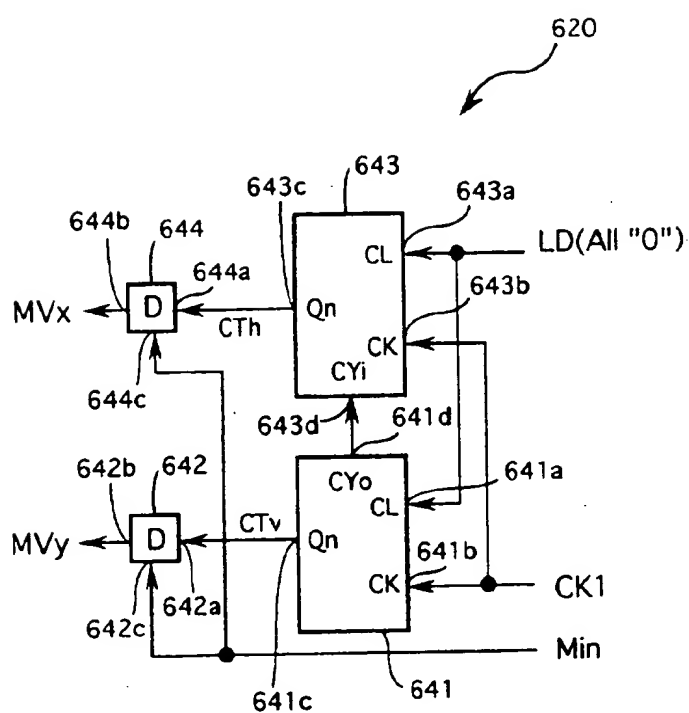 620
643
643c
643a
644b
644
644a
CL
LD(All "0")
643b
MVx
D
CTh
Qn
CK
644c
CYi
643d
641d
642b
642
CYo
641a
CL
MVy
D
CTv
Qn
641b
642c
642a
CK
CK1
Min
641c
641